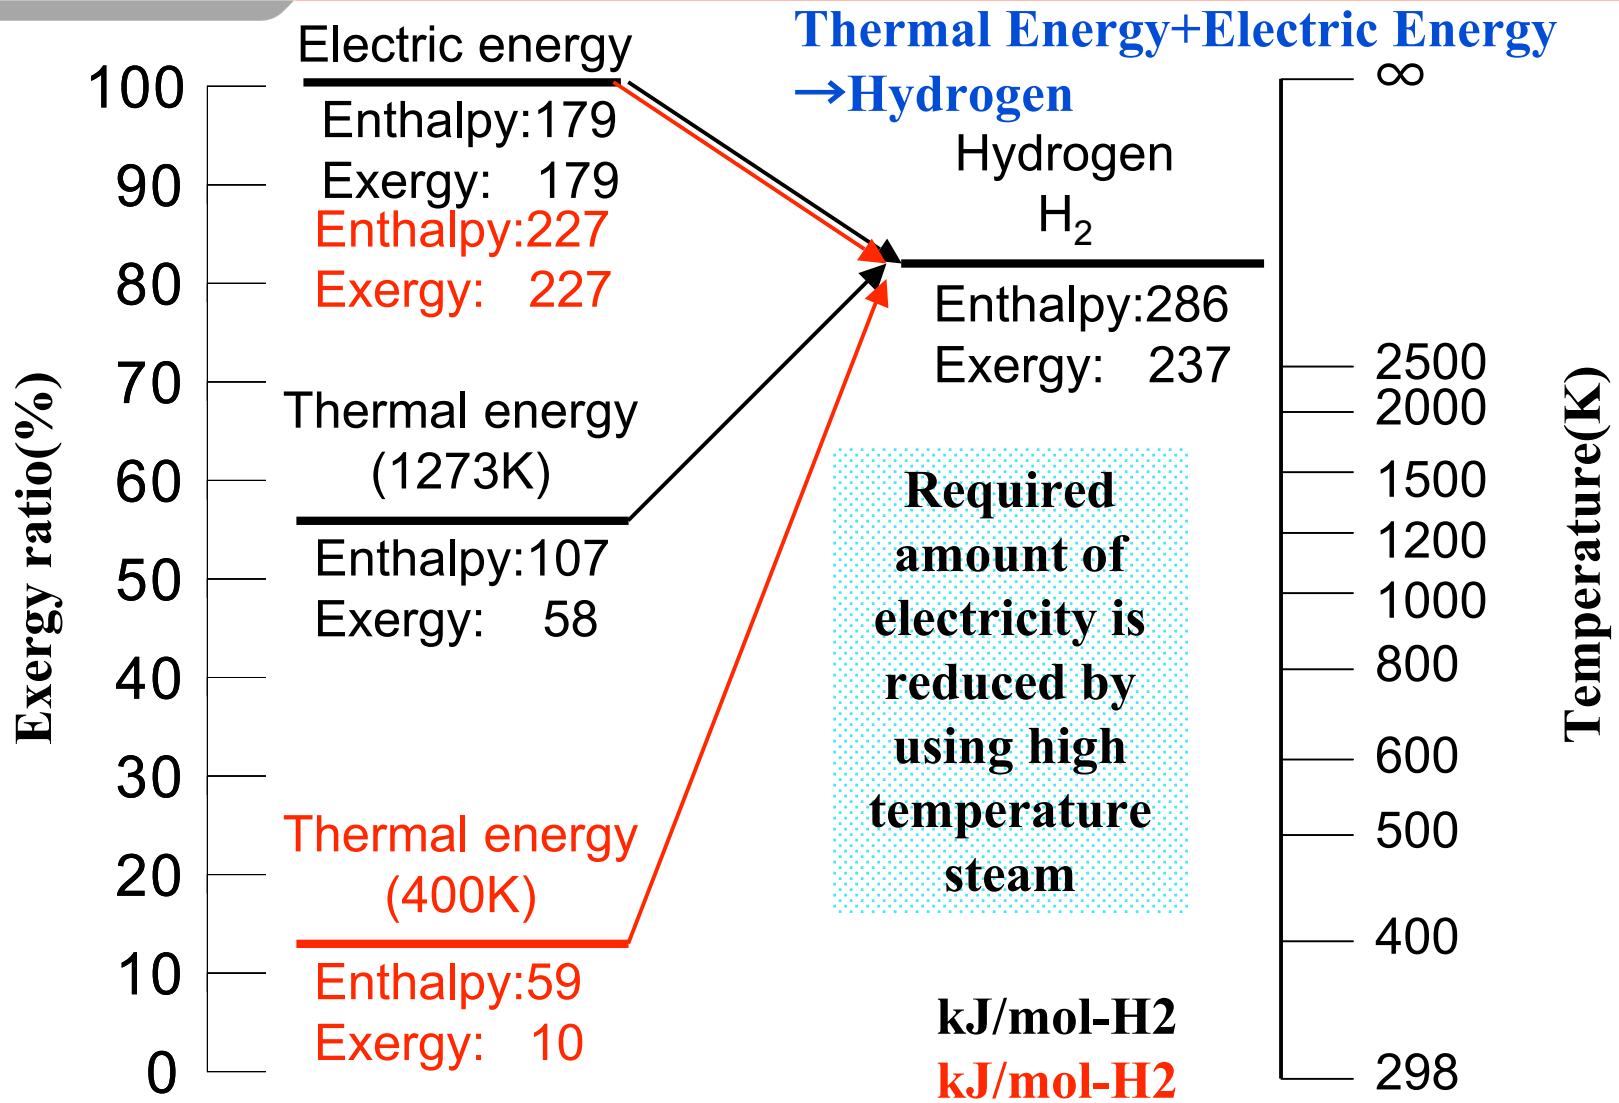 Thermal Energy+Electric Energy
→Hydrogen
Exergy ratio(%)
100
90
80
70
60
50
40
30
20
10
0
Electric energy
Enthalpy:179
Exergy: 179
Enthalpy:227
Exergy: 227
Thermal energy
(1273K)
Enthalpy:107
Exergy: 58
Thermal energy
(400K)
Enthalpy:59
Exergy: 10
Hydrogen
H₂
Enthalpy:286
Exergy: 237
Required
amount of
electricity is
reduced by
using high
temperature
steam
kJ/mol-H2
kJ/mol-H2
∞
2500
2000
1500
1200
1000
800
600
500
400
298
Temperature(K)